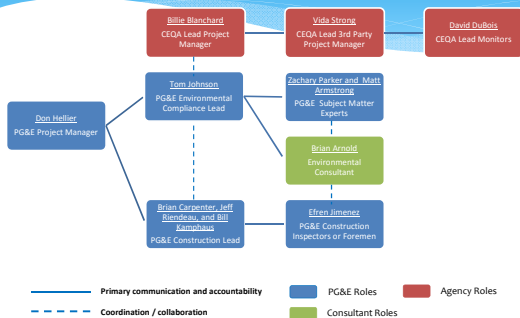 Billie Blanchard
CEQA Lead Project
Manager
Vida Strong
CEQA Lead 3rd Party
Project Manager
David DuBois
CEQA Lead Monitors
Tom Johnson
PG&E Environmental
Compliance Lead
Zachary Parker and Matt
Armstrong
PG&E Subject Matter
Experts
Don Hellier
PG&E Project Manager
Brian Arnold
Environmental
Consultant
Brian Carpenter, Jeff
Riendeau, and Bill
Kamphaus
PG&E Construction Lead
Efren Jimenez
PG&E Construction
Inspectors or Foremen
Primary communication and accountability
PG&E Roles
Agency Roles
Coordination / collaboration
Consultant Roles